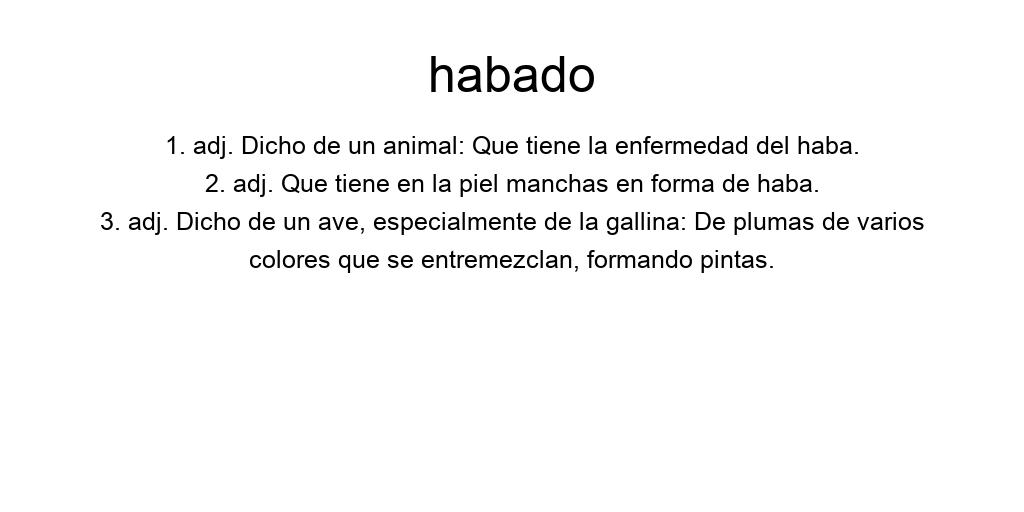 habado
1. adj. Dicho de un animal: Que tiene la enfermedad del haba.
2. adj. Que tiene en la piel manchas en forma de haba.
3. adj. Dicho de un ave, especialmente de la gallina: De plumas de varios
colores que se entremezclan, formando pintas.